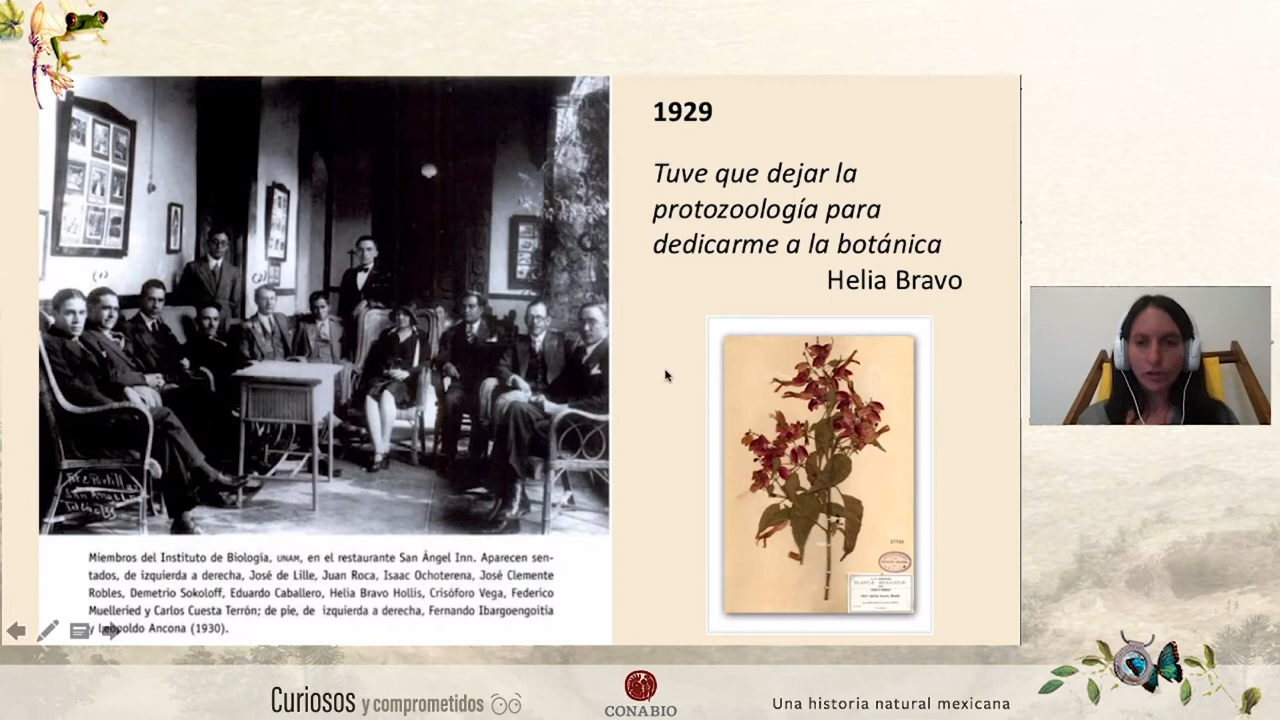 1929
Tuve que dejar la
protozoología para
dedicarme a la botánica
Helia Bravo
Miembros del Instituto de Biología, UNAM, en el restaurante San Ángel Inn. Aparecen sen-
tados, de izquierda a derecha, José de Lille, Juan Roca, Isaac Ochoterena, José Clemente
Robles, Demetrio Sokoloff, Eduardo Caballero, Helia Bravo Hollis, Crisóforo Vega, Federico
Muelleried y Carlos Cuesta Terrón; de pie, de izquierda a derecha, Fernando Ibargoengoitia
y Leopoldo Ancona (1930).
Curiosos y comprometidos
CONABIO
Una historia natural mexicana